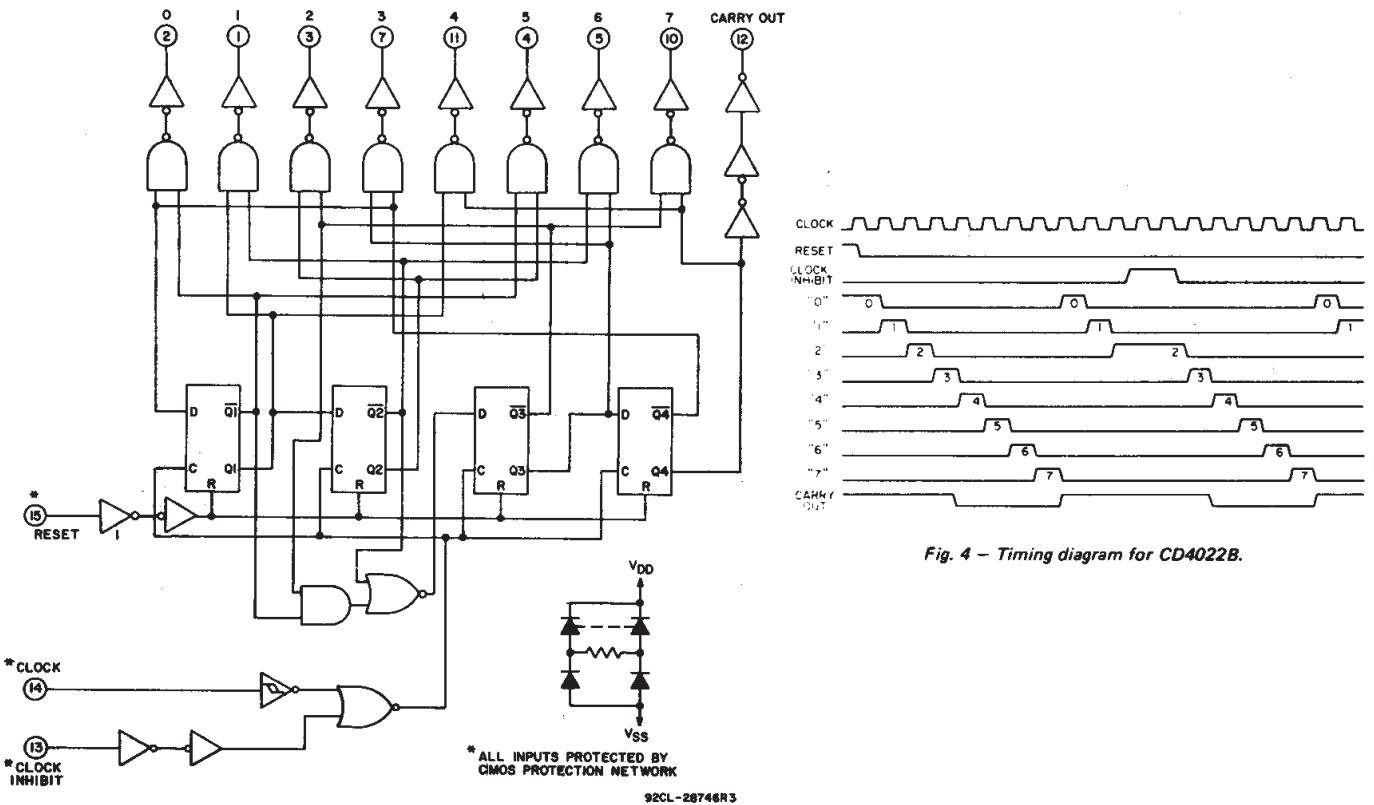 0 1 2 3 4 5 6 7 CARRY OUT
2 1 3 7 11 4 5 10 12
D Q1 D Q2 D Q3 D Q4
C Q1 C Q2 C Q3 C Q4
R R R R
*
15
RESET
1
*CLOCK
14
13
*CLOCK
INHIBIT
VDD
VSS
*ALL INPUTS PROTECTED BY
CMOS PROTECTION NETWORK
92CL-28746R3
CLOCK
RESET
CLOCK
INHIBIT
"0" 0 0 0
"1" 1 1 1
"2" 2 2
"3" 3 3
"4" 4 4
"5" 5 5
"6" 6 6
"7" 7 7
CARRY
OUT
Fig. 4 – Timing diagram for CD4022B.